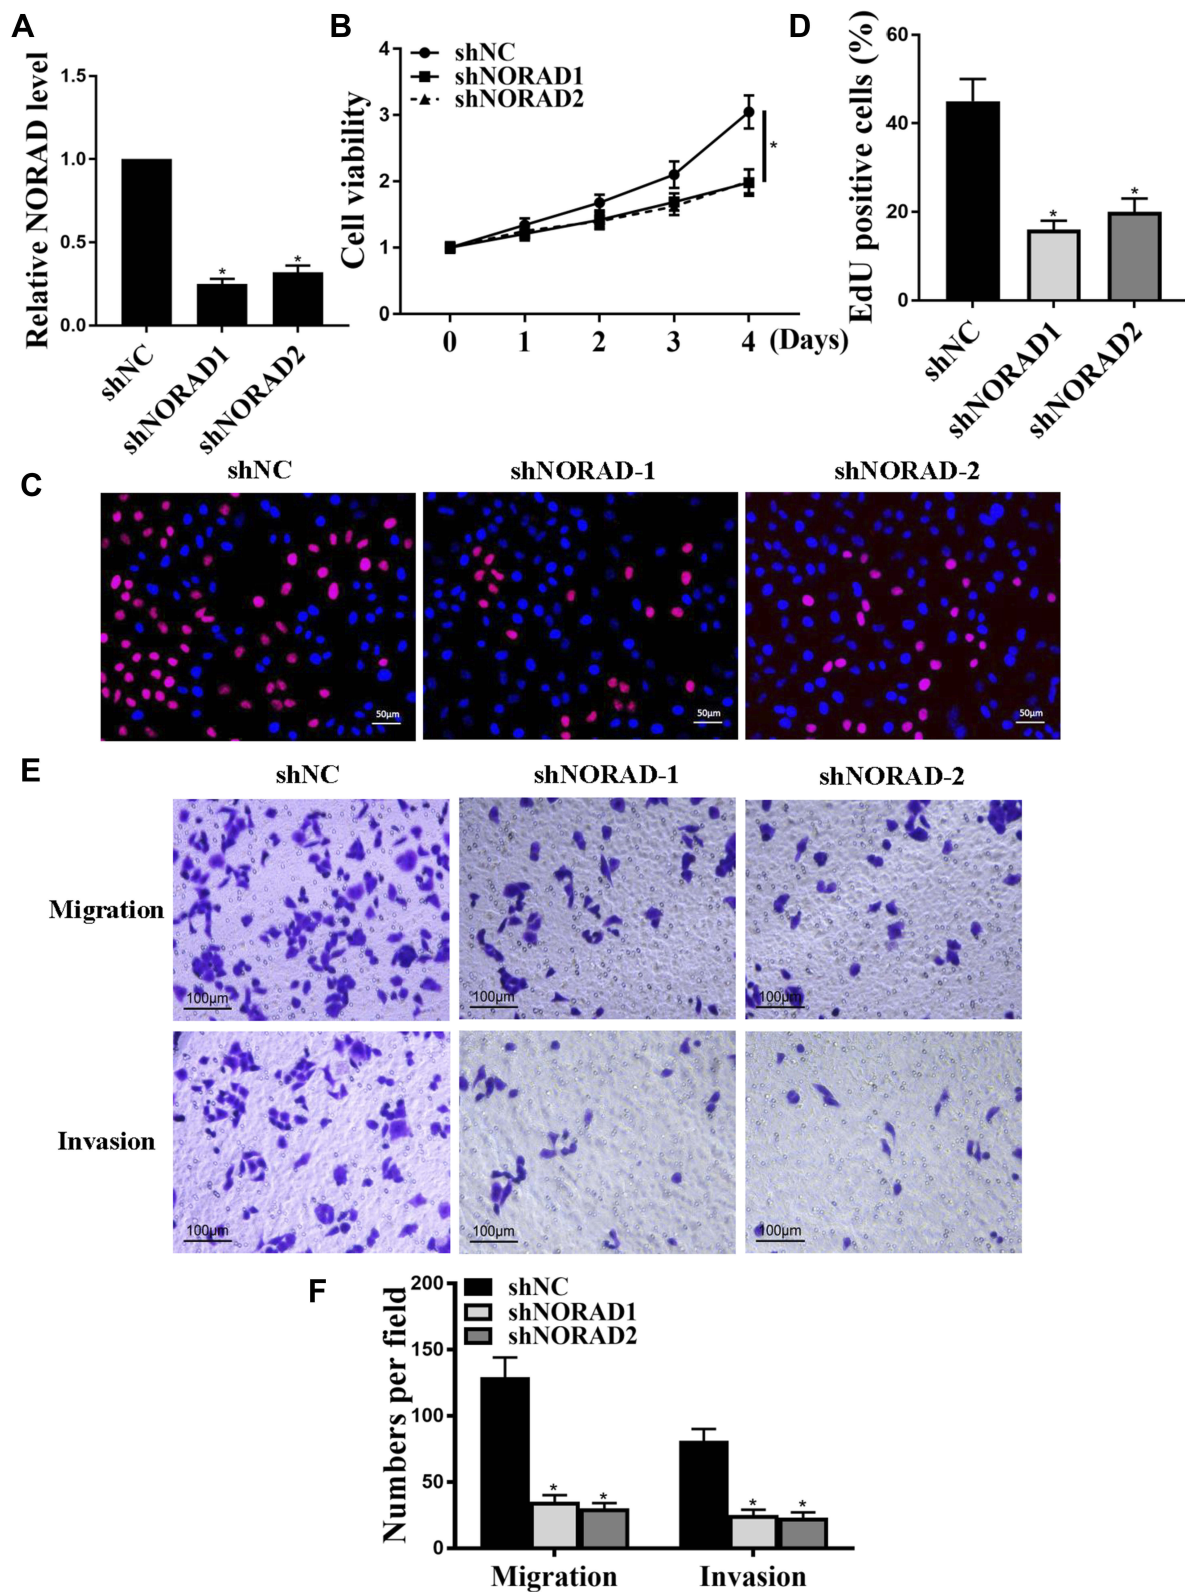 A
Relative NORAD level
1.5
1.0
0.5
0.0
*
*
shNC
shNORAD1
shNORAD2
B
Cell viability
4
3
2
1
0
shNC
shNORAD1
shNORAD2
*
0 1 2 3 4 (Days)
D
EdU positive cells (%)
60
40
20
0
*
*
shNC
shNORAD1
shNORAD2
C
shNC shNORAD-1 shNORAD-2
50μm 50μm 50μm
E
shNC shNORAD-1 shNORAD-2
Migration
100μm 100μm 100μm
Invasion
100μm 100μm 100μm
F
Numbers per field
200
150
100
50
0
shNC
shNORAD1
shNORAD2
* *
* *
Migration Invasion